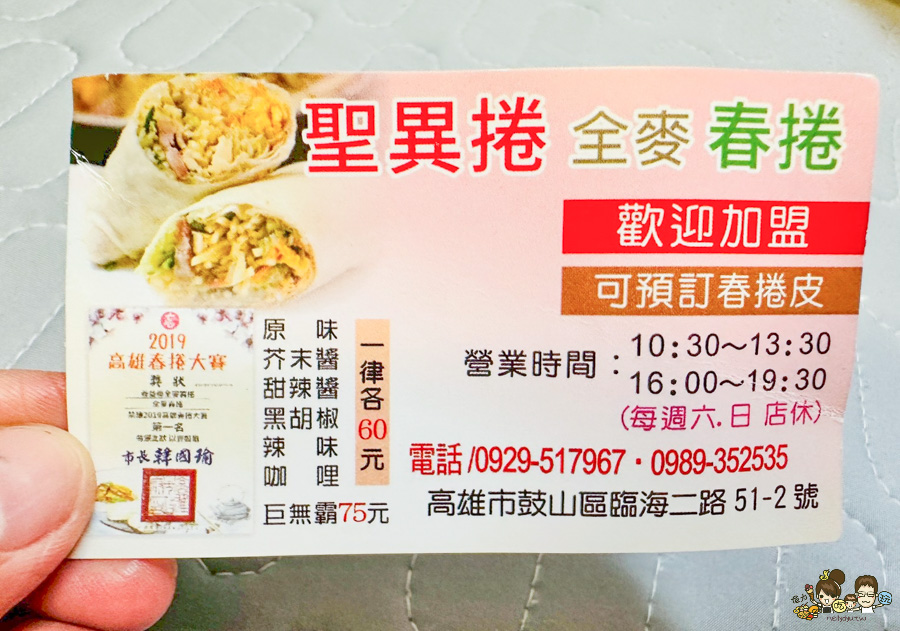 聖異捲 全麥 春捲
歡迎加盟
可預訂春捲皮
2019
高雄春捲大賽
獎狀
第一名
市長 韓國瑜
原味
芥末醬
甜辣醬
黑胡椒
辣味
咖哩
一律各60元
巨無霸75元
營業時間：10:30～13:30
16:00～19:30
(每週六.日 店休)
電話/0929-517967・0989-352535
高雄市鼓山區臨海二路 51-2 號